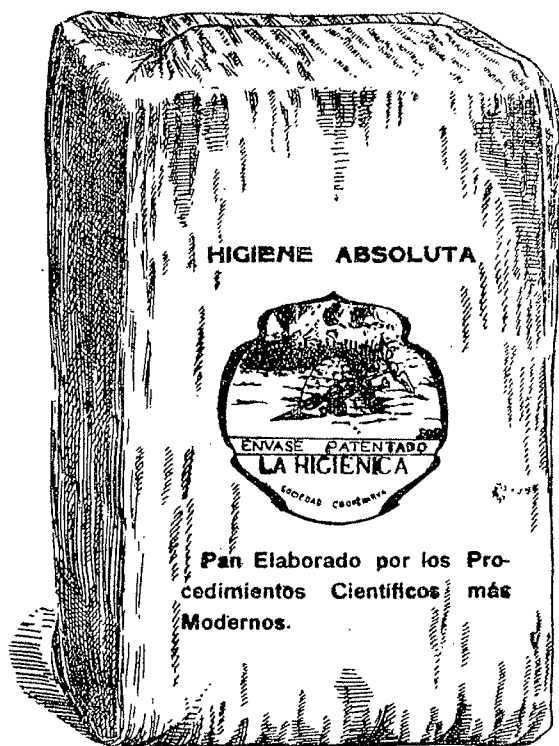 HIGIENE ABSOLUTA
ENVASE PATENTADO
LA HIGIENICA
SOCIEDAD COOPERATIVA
Pan Elaborado por los Pro-
cedimientos Científicos más
Modernos.